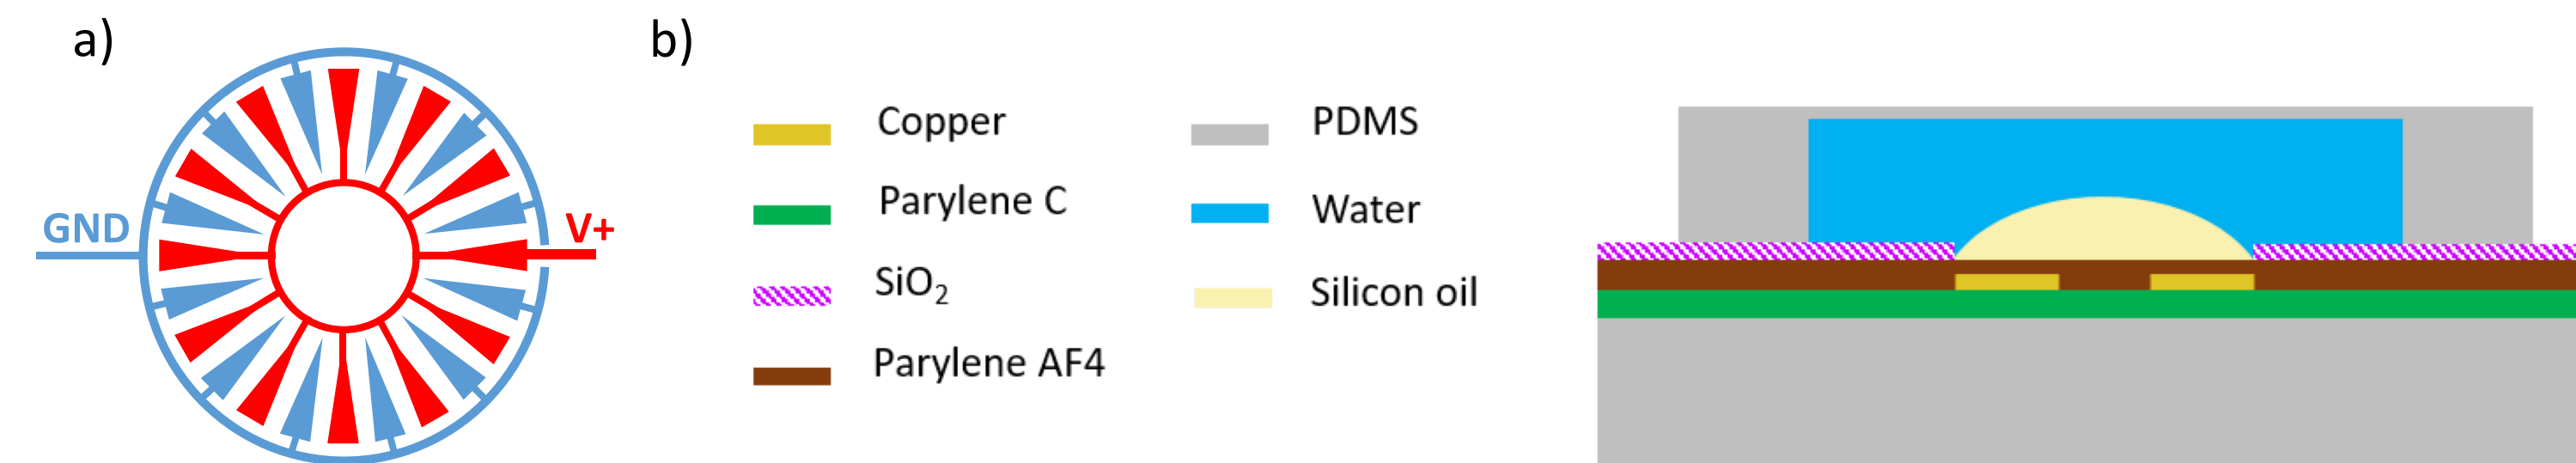 a)
GND
V+
b)
Copper
Parylene C
SiO₂
Parylene AF4
PDMS
Water
Silicon oil